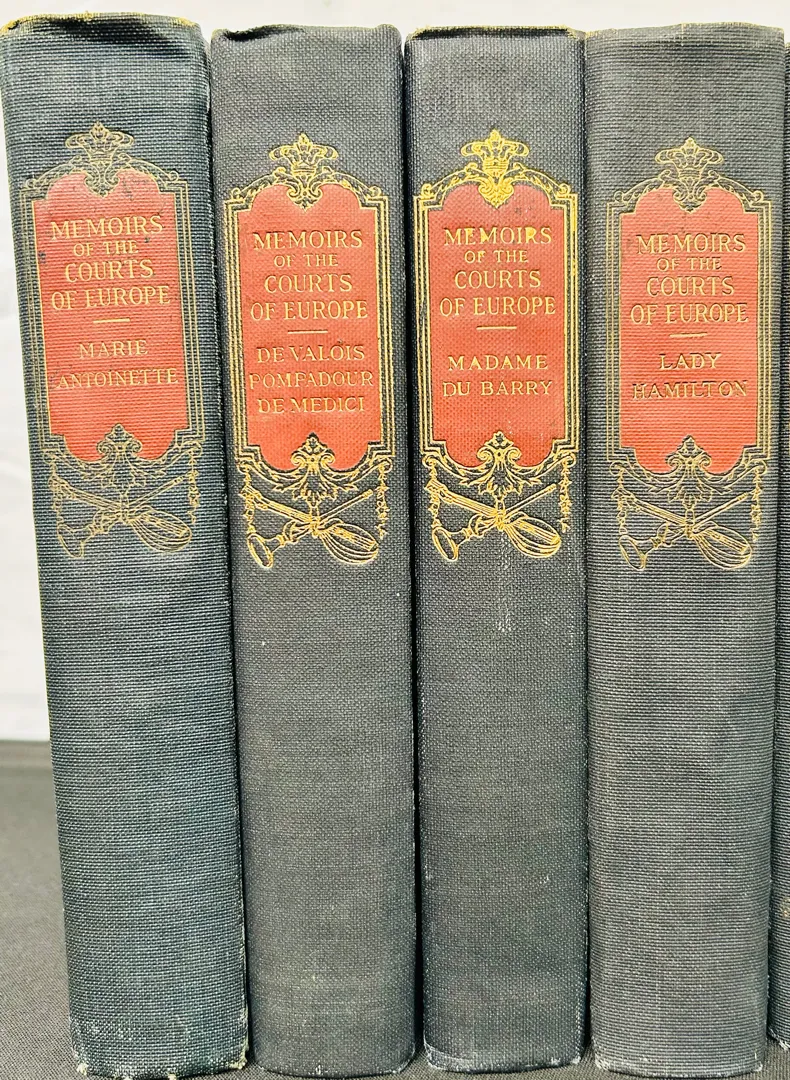 MEMOIRS
OF THE
COURTS
OF EUROPE
MARIE
ANTOINETTE
MEMOIRS
OF THE
COURTS
OF EUROPE
DE VALOIS
POMPADOUR
DE MEDICI
MEMOIRS
OF THE
COURTS
OF EUROPE
MADAME
DU BARRY
MEMOIRS
OF THE
COURTS
OF EUROPE
LADY
HAMILTON